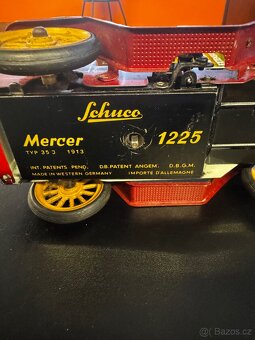 Schuco
Mercer 1225
TYP 35 J 1913
INT. PATENTS PEND. D.B. PATENT ANGEM. D.B.G.M.
MADE IN WESTERN GERMANY IMPORTE D'ALLEMAGNE
Bazos.cz